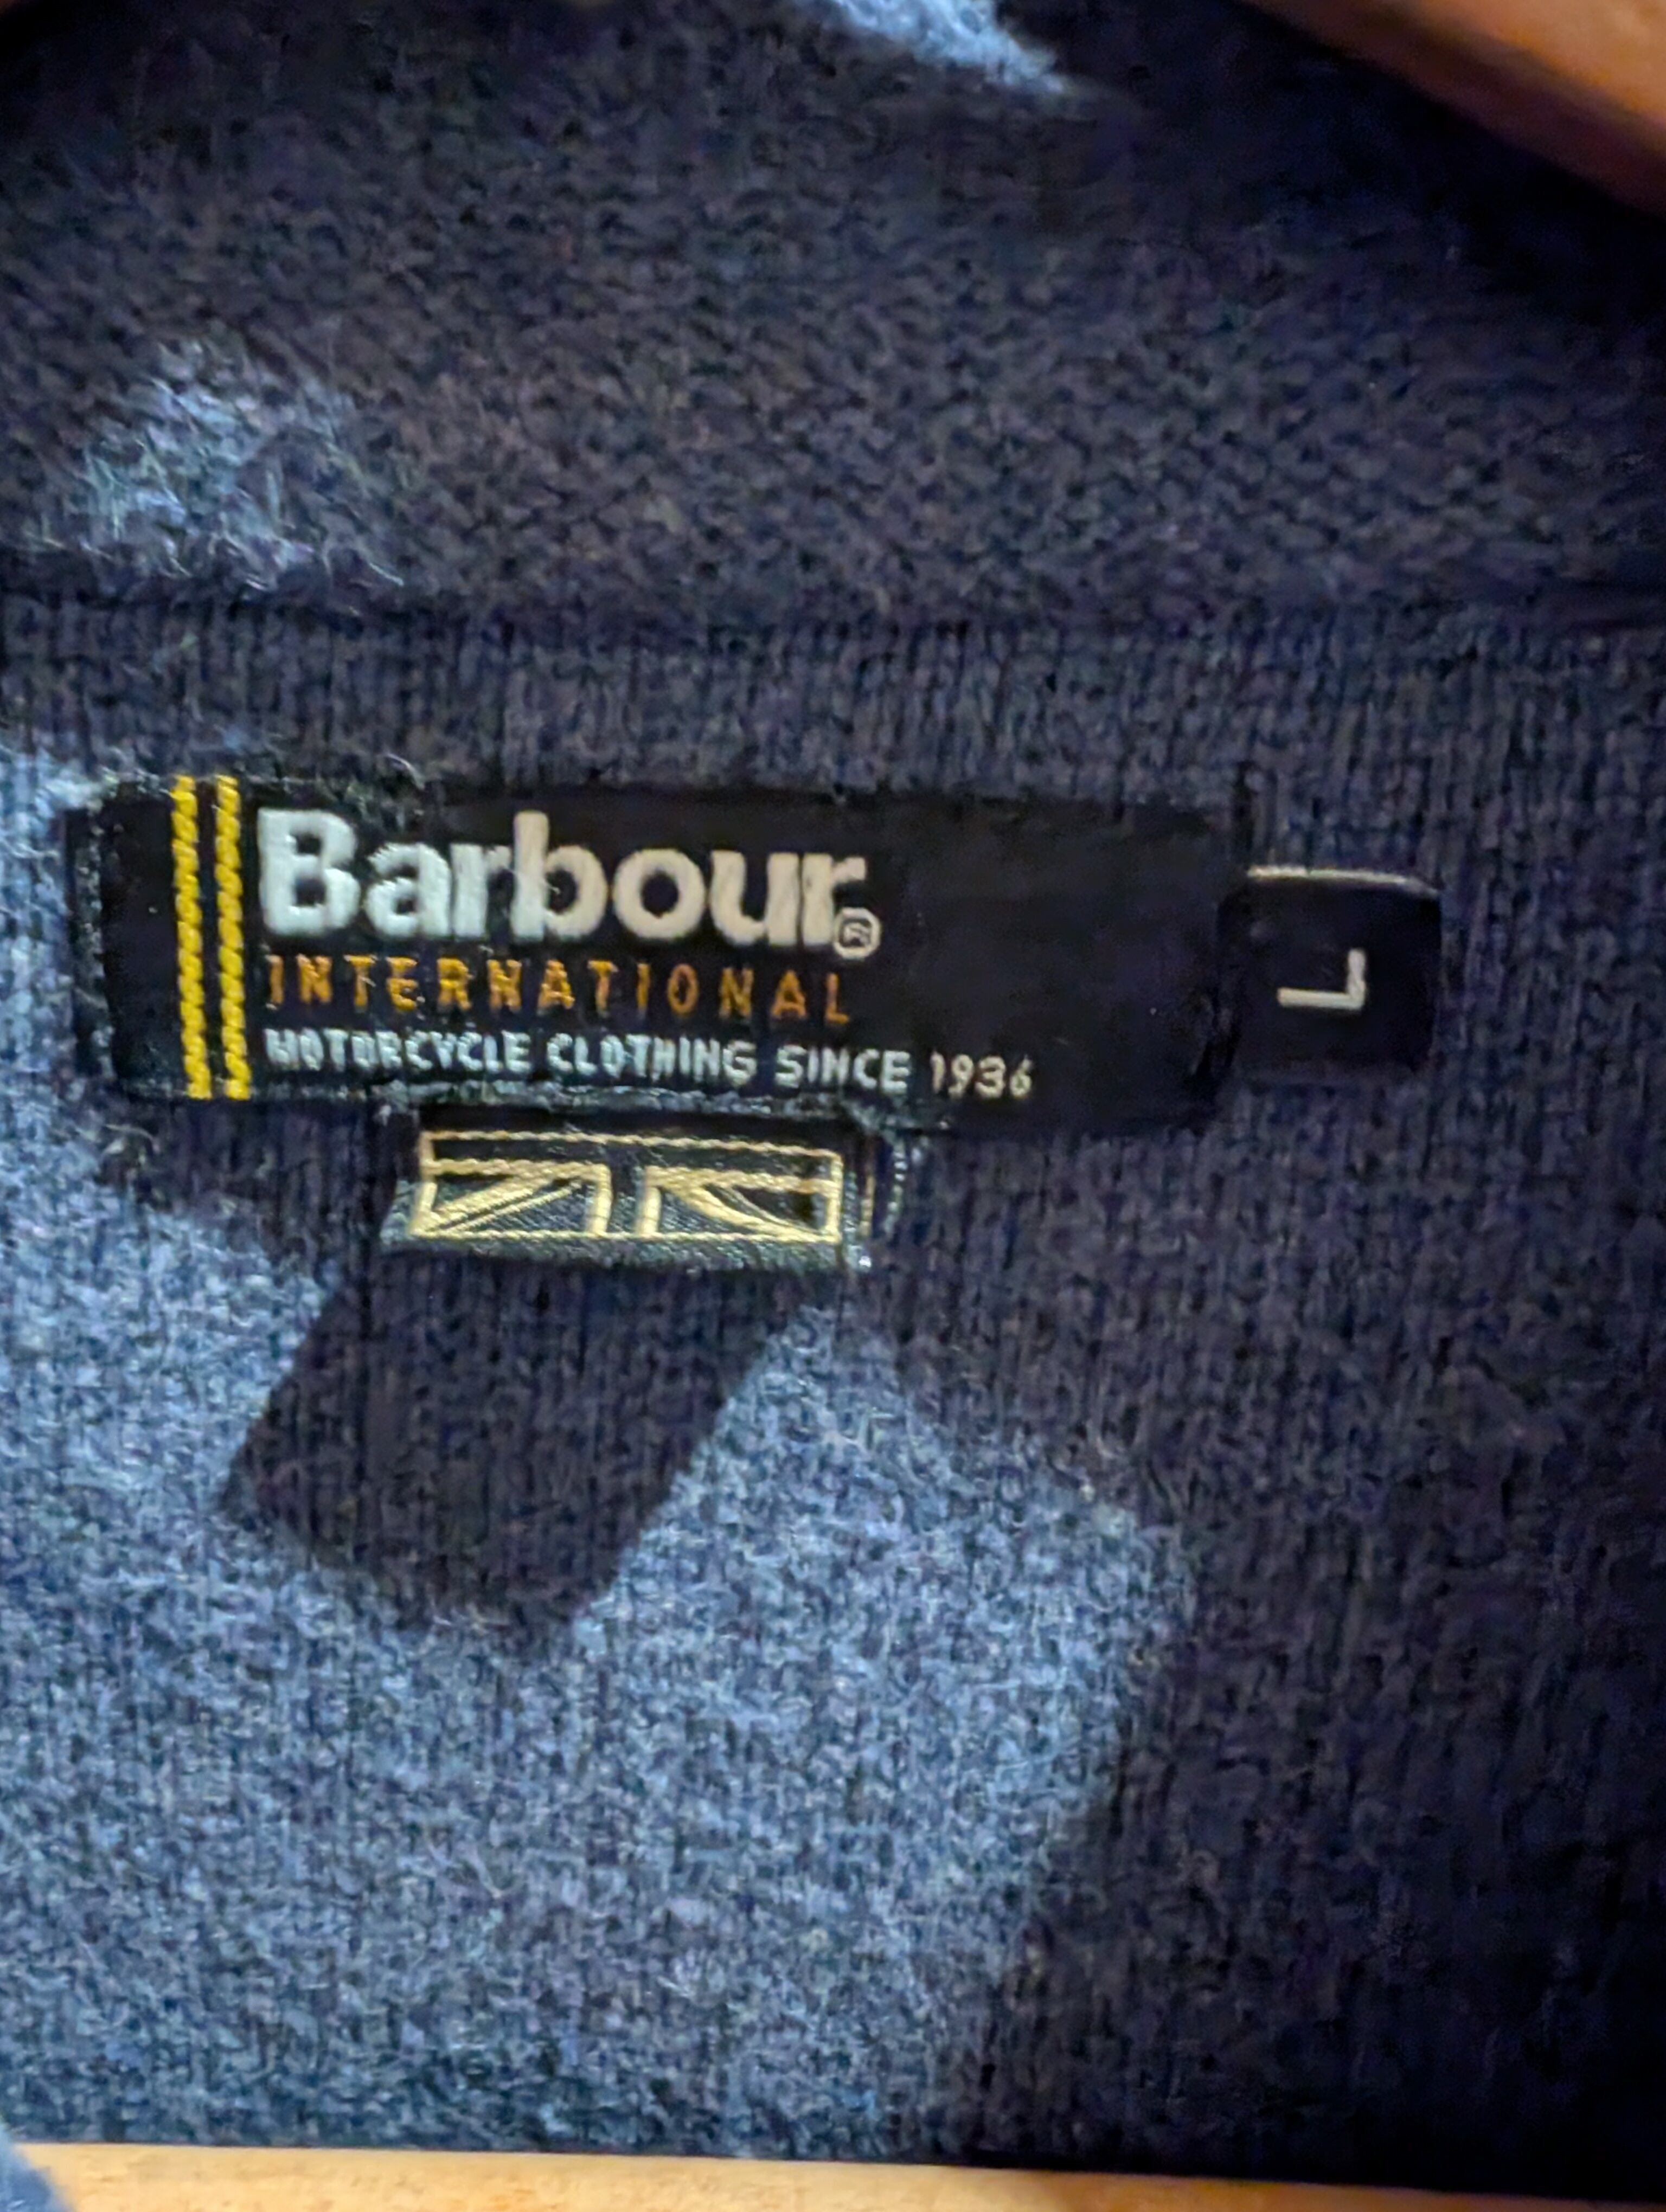 Barbour®
INTERNATIONAL
MOTORCYCLE CLOTHING SINCE 1936
L